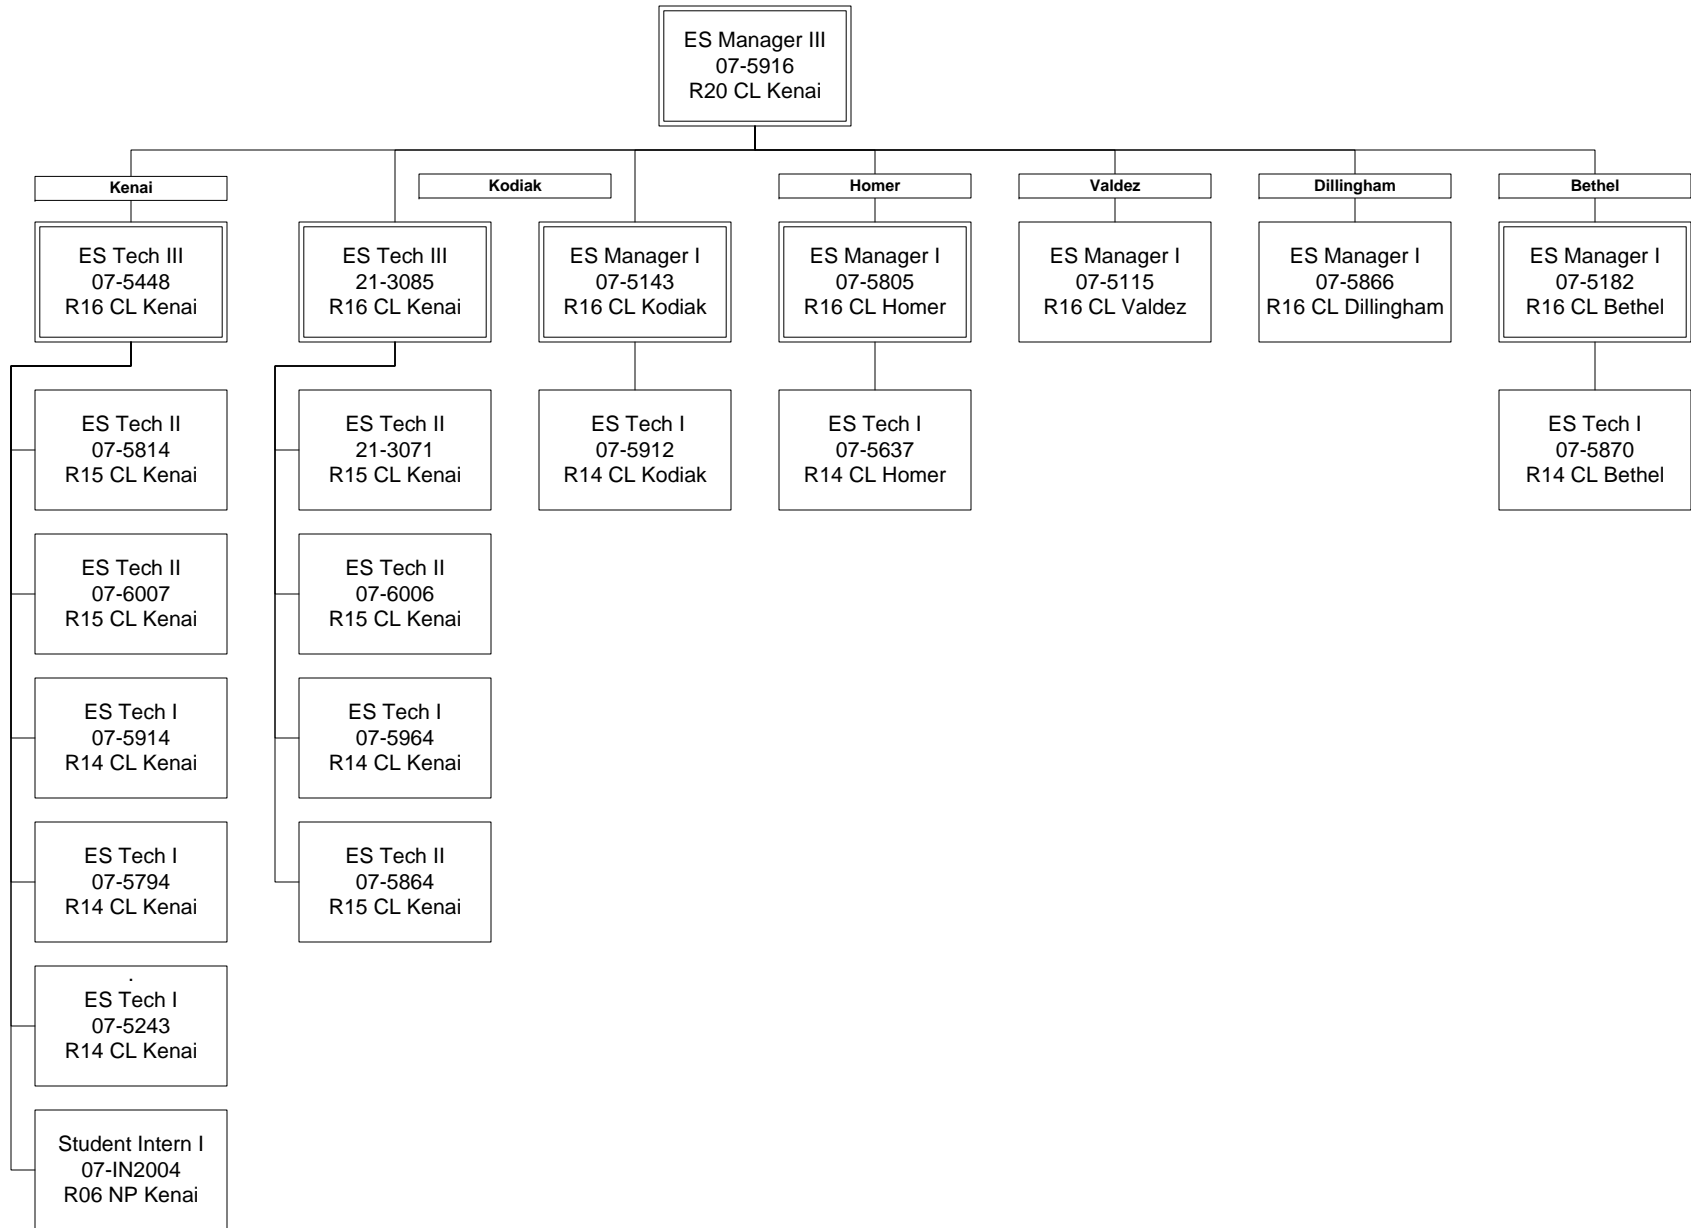 ES Manager III
07-5916
R20 CL Kenai
Kenai
Kodiak
Homer
Valdez
Dillingham
Bethel
ES Tech III
07-5448
R16 CL Kenai
ES Tech III
21-3085
R16 CL Kenai
ES Manager I
07-5143
R16 CL Kodiak
ES Manager I
07-5805
R16 CL Homer
ES Manager I
07-5115
R16 CL Valdez
ES Manager I
07-5866
R16 CL Dillingham
ES Manager I
07-5182
R16 CL Bethel
ES Tech II
07-5814
R15 CL Kenai
ES Tech II
21-3071
R15 CL Kenai
ES Tech I
07-5912
R14 CL Kodiak
ES Tech I
07-5637
R14 CL Homer
ES Tech I
07-5870
R14 CL Bethel
ES Tech II
07-6007
R15 CL Kenai
ES Tech II
07-6006
R15 CL Kenai
ES Tech I
07-5914
R14 CL Kenai
ES Tech I
07-5964
R14 CL Kenai
ES Tech I
07-5794
R14 CL Kenai
ES Tech II
07-5864
R15 CL Kenai
.
ES Tech I
07-5243
R14 CL Kenai
Student Intern I
07-IN2004
R06 NP Kenai